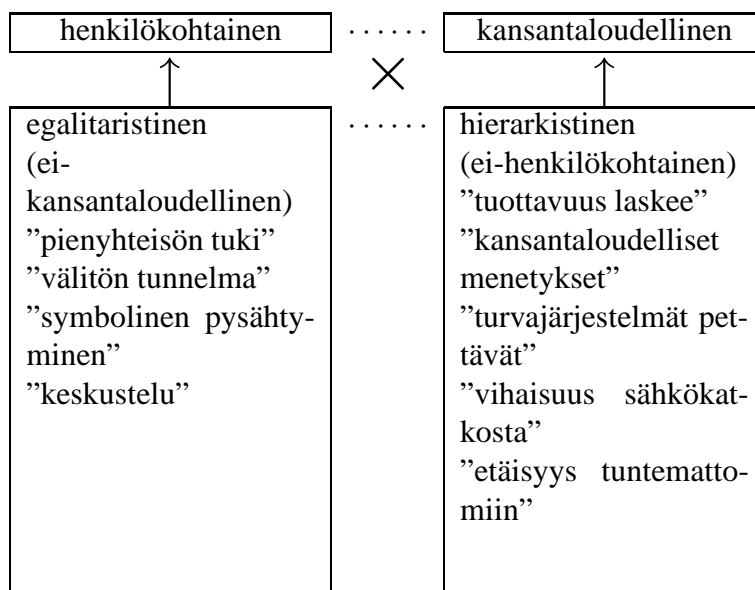 henkilökohtainen ...... kansantaloudellinen
egalitaristinen
(ei-
kansantaloudellinen)
”pienyhteisön tuki”
”välitön tunnelma”
”symbolinen pysähty-
minen”
”keskustelu”
......
hierarkistinen
(ei-henkilökohtainen)
”tuottavuus laskee”
”kansantaloudelliset
menetykset”
”turvajärjestelmät pet-
tävät”
”vihaisuus sähkökat-
kosta”
”etäisyys tuntematto-
miin”